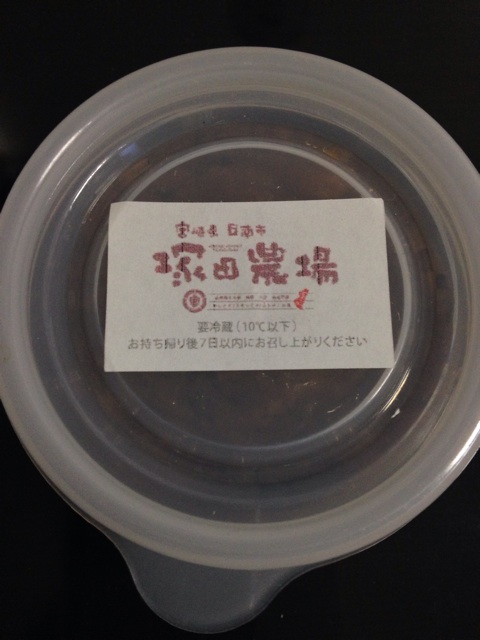 宮崎県 日南市
塚田農場
要冷蔵（10℃以下）
お持ち帰り後7日以内にお召し上がりください